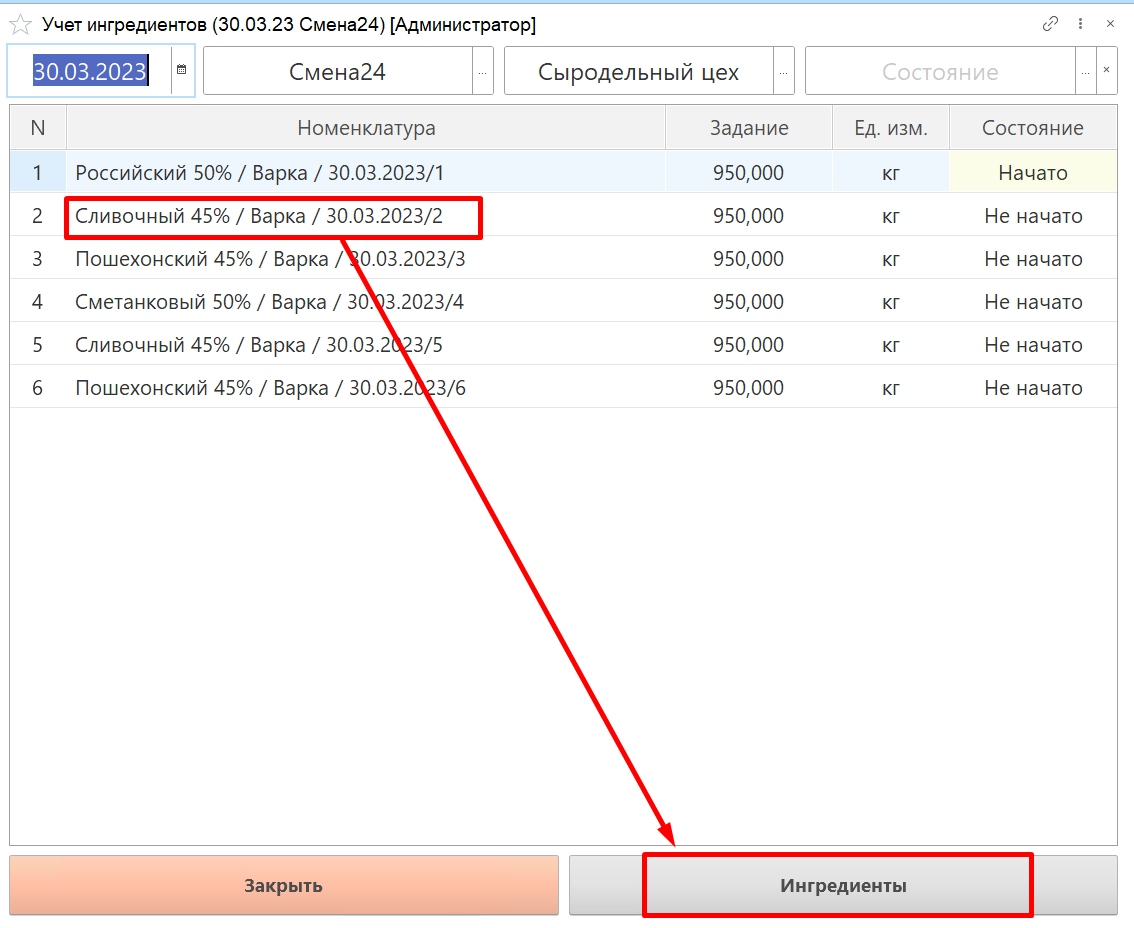 Учет ингредиентов (30.03.23 Смена24) [Администратор]
30.03.2023 Смена24 ... Сыродельный цех ... Состояние ... ×
N Номенклатура Задание Ед. изм. Состояние
1 Российский 50% / Варка / 30.03.2023/1 950,000 кг Начато
2 Сливочный 45% / Варка / 30.03.2023/2 950,000 кг Не начато
3 Пошехонский 45% / Варка / 30.03.2023/3 950,000 кг Не начато
4 Сметанковый 50% / Варка / 30.03.2023/4 950,000 кг Не начато
5 Сливочный 45% / Варка / 30.03.2023/5 950,000 кг Не начато
6 Пошехонский 45% / Варка / 30.03.2023/6 950,000 кг Не начато
Закрыть Ингредиенты